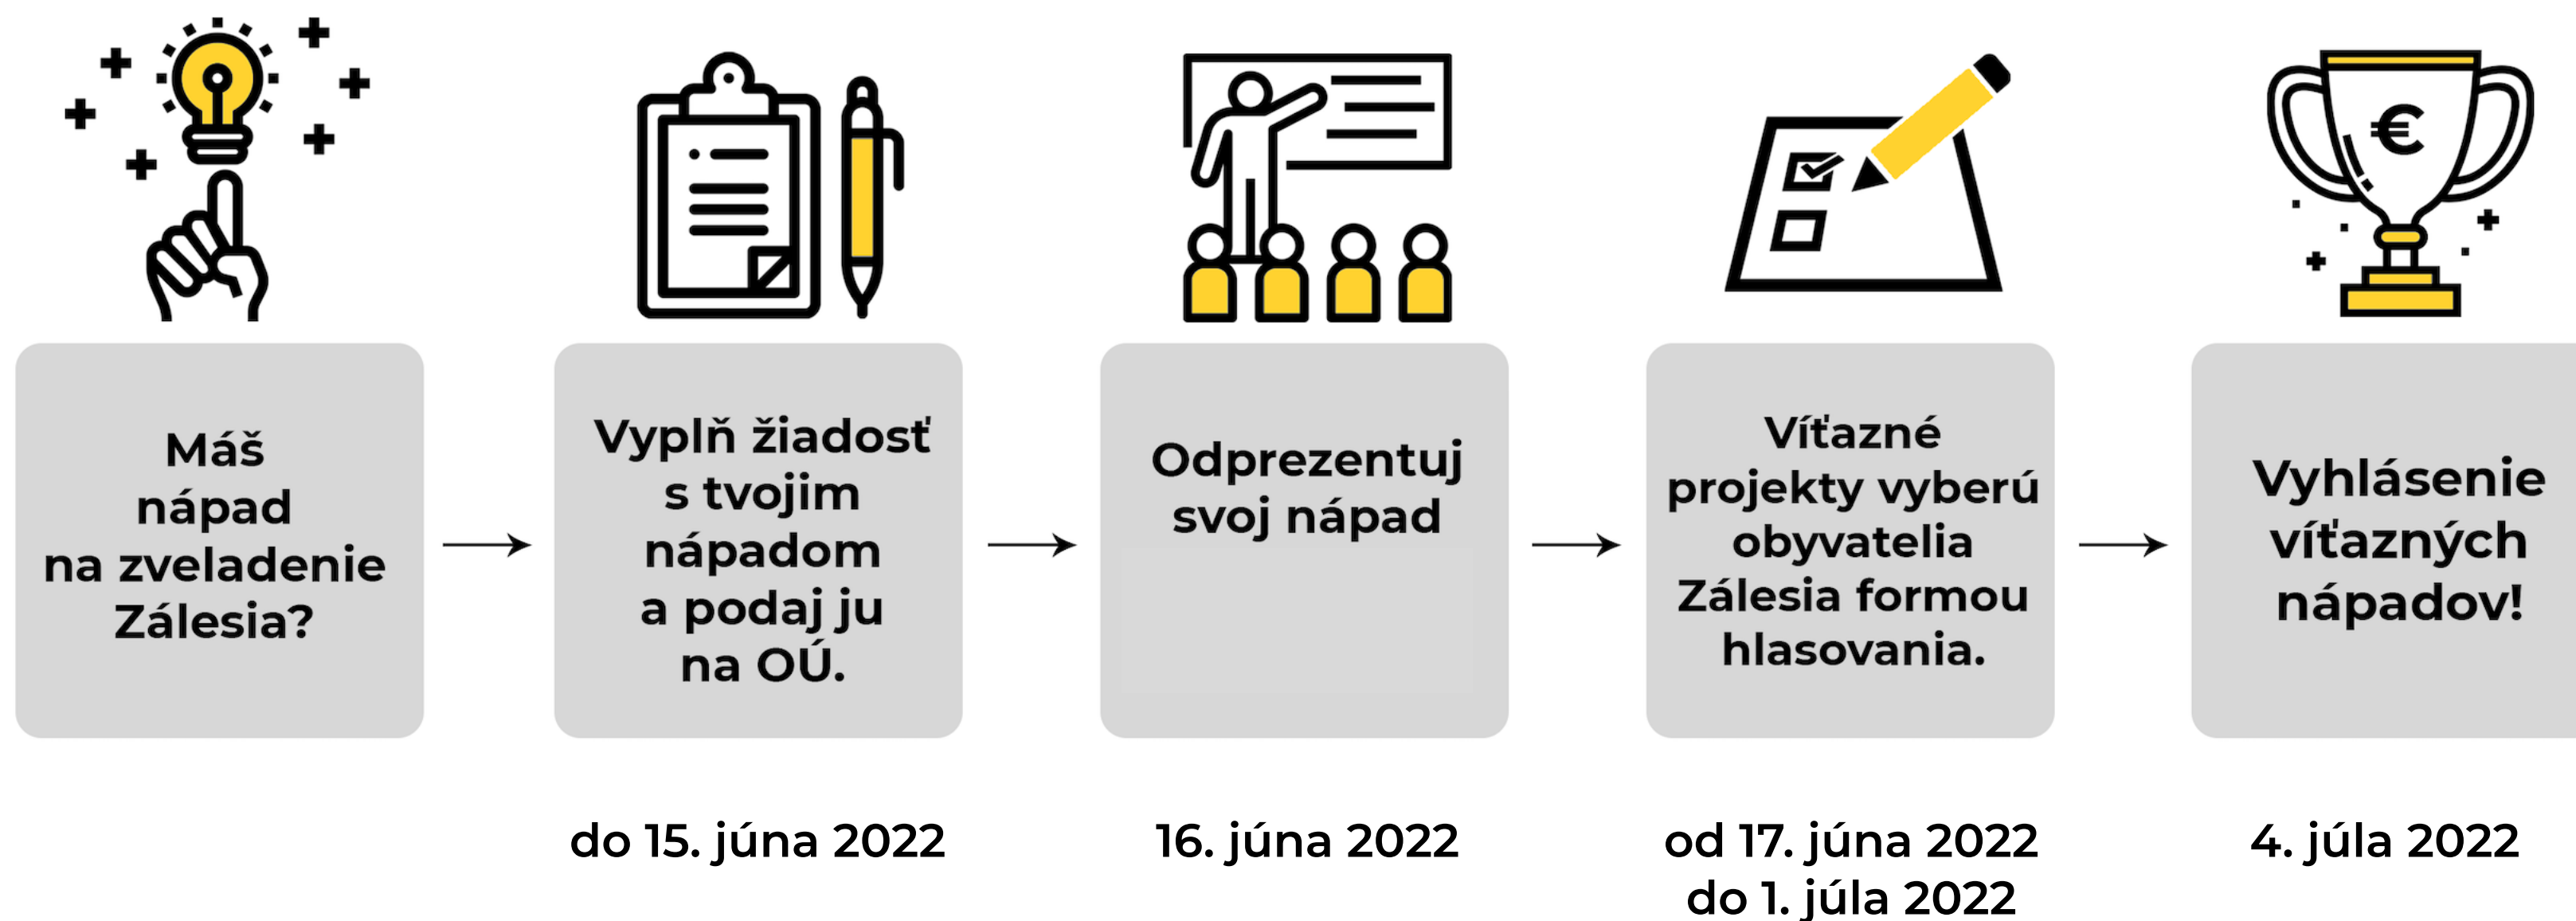 Máš
nápad
na zveladenie
Zálesia?
Vyplň žiadosť
s tvojim
nápadom
a podaj ju
na OÚ.
do 15. júna 2022
Odprezentuj
svoj nápad
16. júna 2022
Víťazné
projekty vyberú
obyvatelia
Zálesia formou
hlasovania.
od 17. júna 2022
do 1. júla 2022
€
Vyhlásenie
víťazných
nápadov!
4. júla 2022